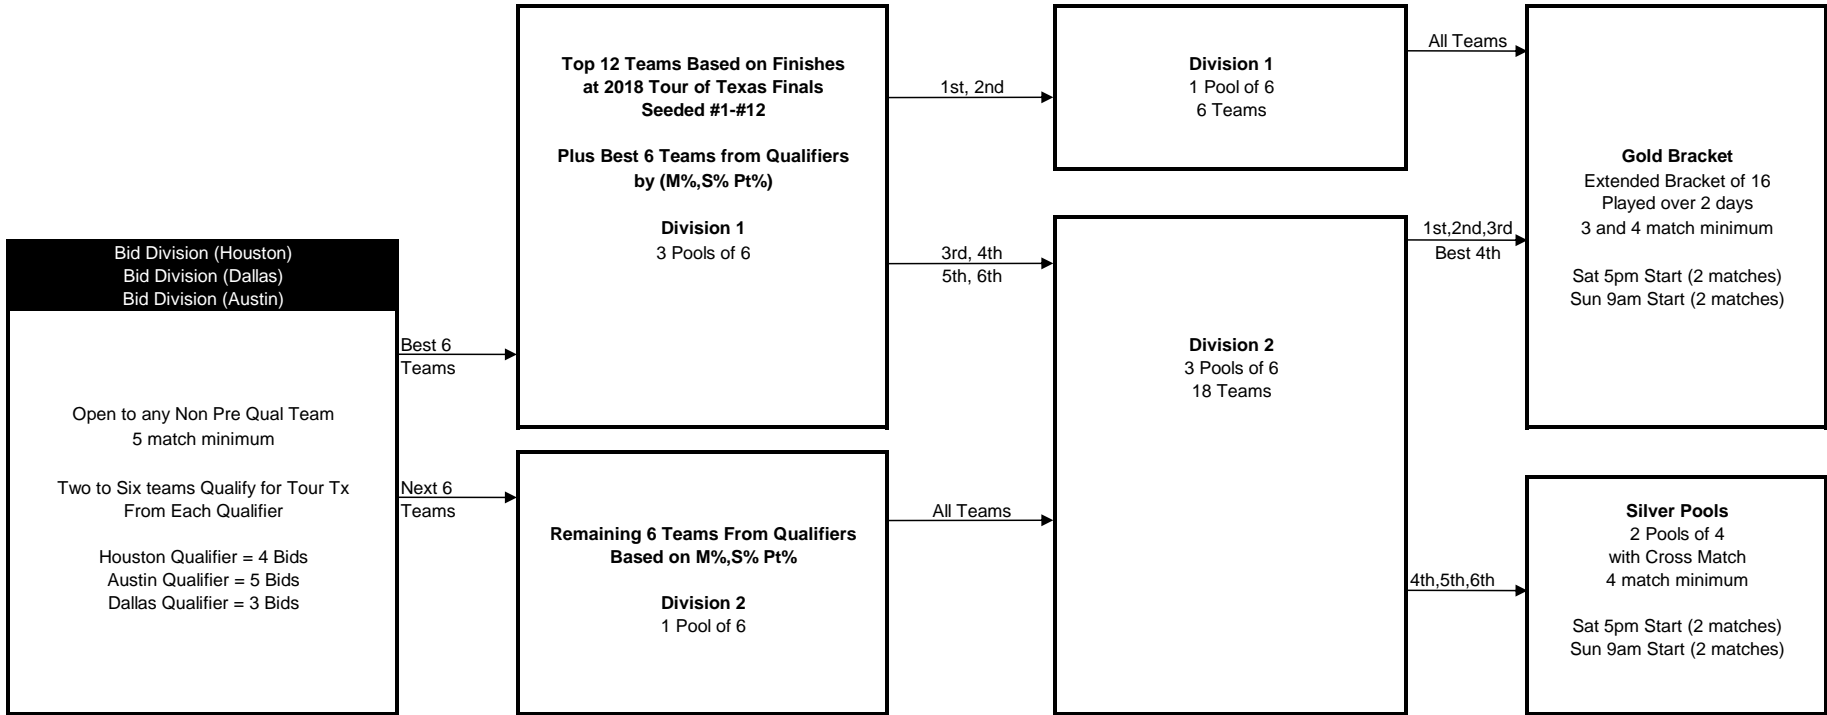 Bid Division (Houston)
Bid Division (Dallas)
Bid Division (Austin)
Open to any Non Pre Qual Team
5 match minimum
Two to Six teams Qualify for Tour Tx
From Each Qualifier
Houston Qualifier = 4 Bids
Austin Qualifier = 5 Bids
Dallas Qualifier = 3 Bids
Best 6
Teams
Next 6
Teams
Top 12 Teams Based on Finishes
at 2018 Tour of Texas Finals
Seeded #1-#12
Plus Best 6 Teams from Qualifiers
by (M%,S% Pt%)
Division 1
3 Pools of 6
Remaining 6 Teams From Qualifiers
Based on M%,S% Pt%
Division 2
1 Pool of 6
1st, 2nd
3rd, 4th
5th, 6th
All Teams
Division 1
1 Pool of 6
6 Teams
Division 2
3 Pools of 6
18 Teams
All Teams
1st,2nd,3rd
Best 4th
4th,5th,6th
Gold Bracket
Extended Bracket of 16
Played over 2 days
3 and 4 match minimum
Sat 5pm Start (2 matches)
Sun 9am Start (2 matches)
Silver Pools
2 Pools of 4
with Cross Match
4 match minimum
Sat 5pm Start (2 matches)
Sun 9am Start (2 matches)